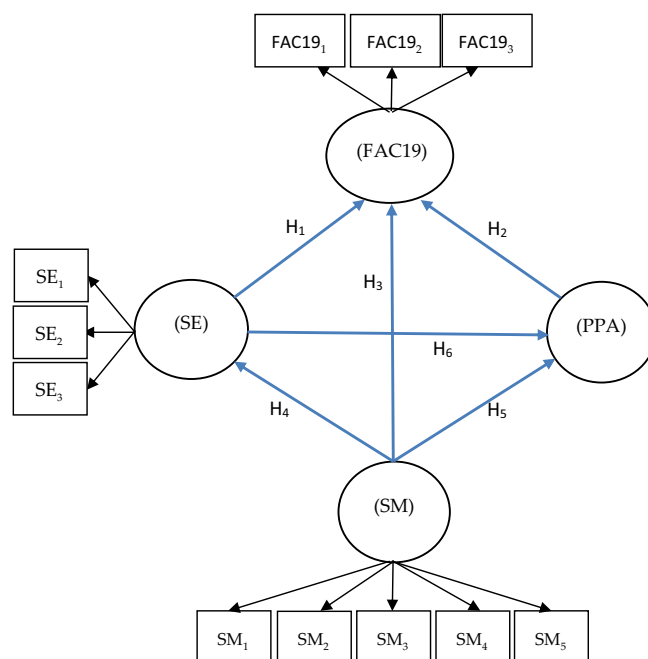 FAC19₁ FAC19₂ FAC19₃
(FAC19)
H₁
H₂
H₃
SE₁
SE₂
SE₃
(SE)
(PPA)
H₆
H₄
H₅
(SM)
SM₁ SM₂ SM₃ SM₄ SM₅